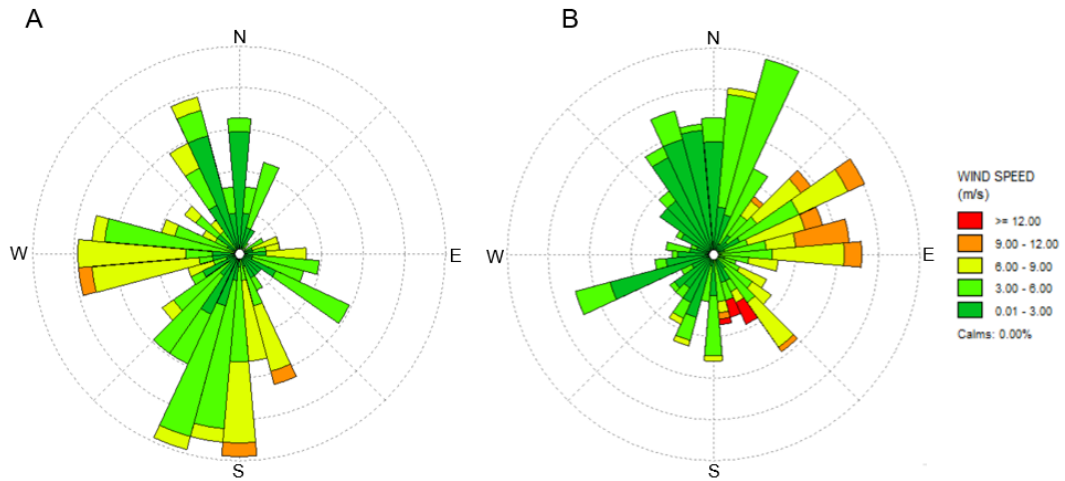 A
B
N
N
W
E
W
E
S
S
WIND SPEED
(m/s)
>= 12.00
9.00 - 12.00
6.00 - 9.00
3.00 - 6.00
0.01 - 3.00
Calms: 0.00%